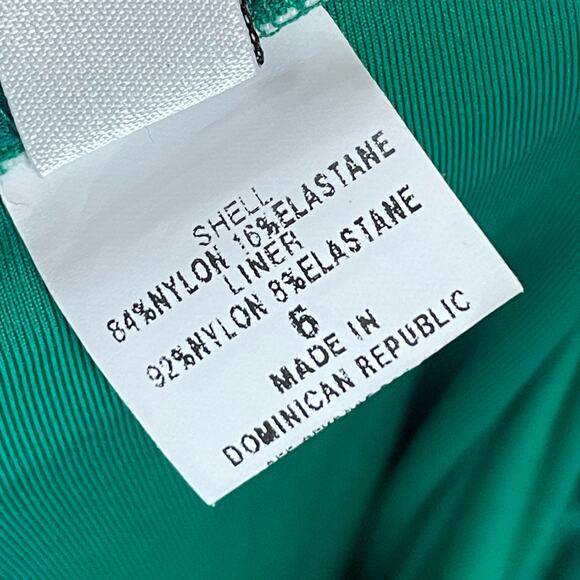 SHELL
84%NYLON 16%ELASTANE
LINER
92%NYLON 8%ELASTANE
6
MADE IN
DOMINICAN REPUBLIC